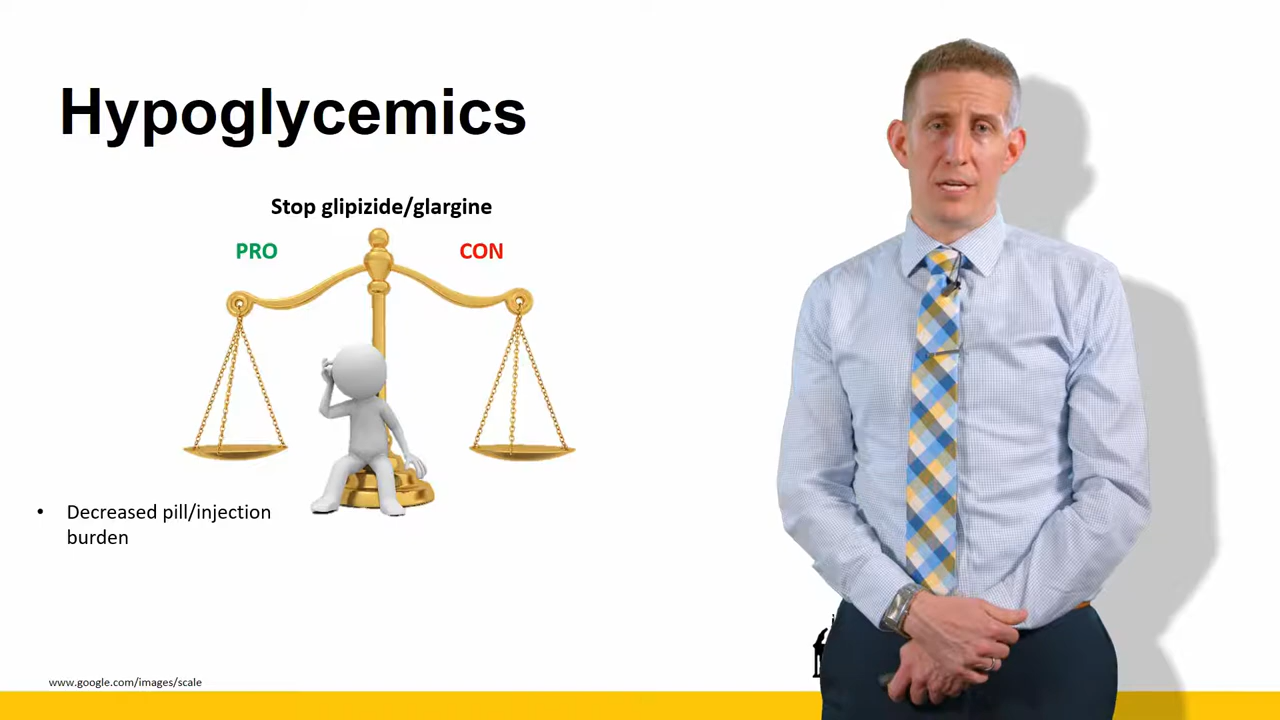 Hypoglycemics
Stop glipizide/glargine
PRO
CON
• Decreased pill/injection
burden
www.google.com/images/scale